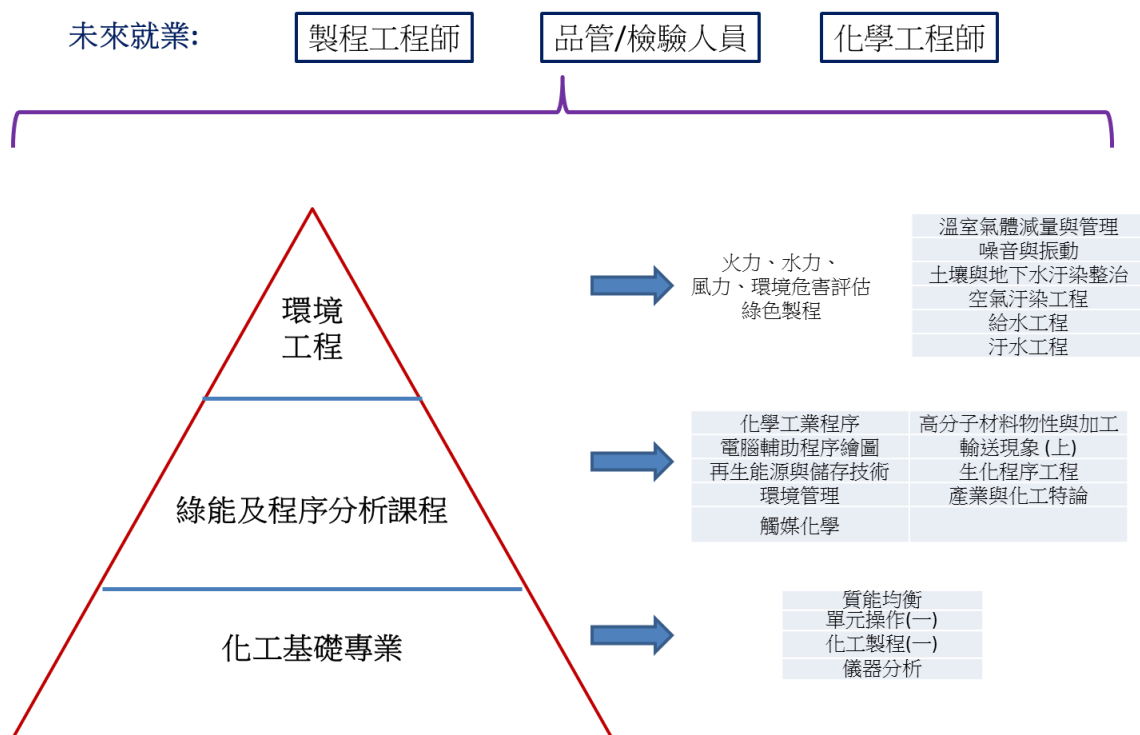 未來就業:
製程工程師
品管/檢驗人員
化學工程師
環境
工程
火力、水力、
風力、環境危害評估
綠色製程
溫室氣體減量與管理
噪音與振動
土壤與地下水汙染整治
空氣汙染工程
給水工程
汙水工程
綠能及程序分析課程
化學工業程序
高分子材料物性與加工
電腦輔助程序繪圖
輸送現象 (上)
再生能源與儲存技術
生化程序工程
環境管理
產業與化工特論
觸媒化學
化工基礎專業
質能均衡
單元操作(一)
化工製程(一)
儀器分析